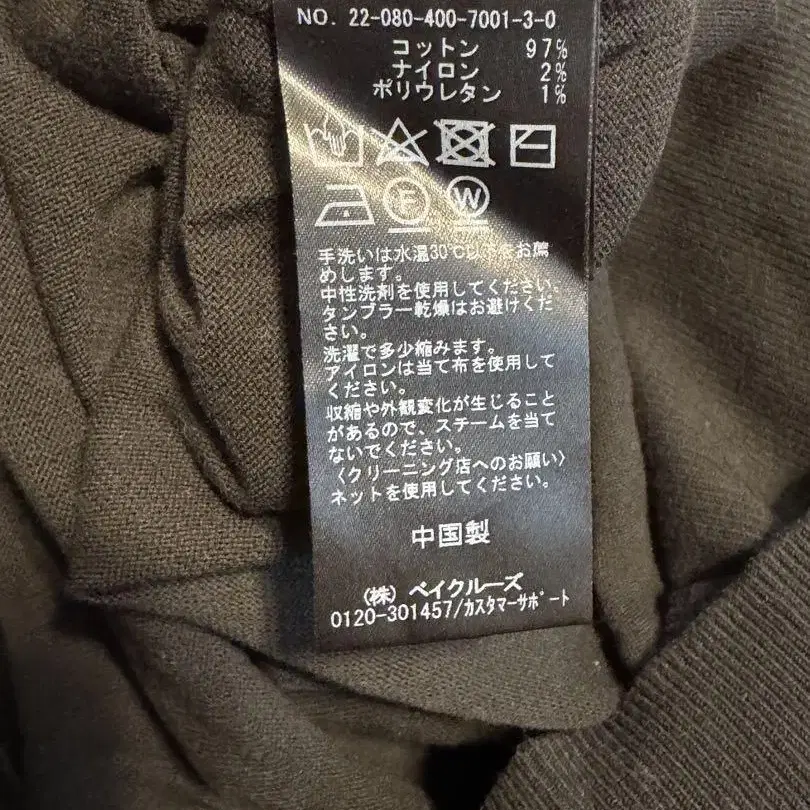 NO. 22-080-400-7001-3-0
コットン 97%
ナイロン 2%
ポリウレタン 1%
F W
手洗いは水温30℃以下をお薦
めします。
中性洗剤を使用してください。
タンブラー乾燥はお避けくだ
さい。
洗濯で多少縮みます。
アイロンは当て布を使用して
ください。
収縮や外観変化が生じること
があるので、スチームを当て
ないでください。
〈クリーニング店へのお願い〉
ネットを使用してください。
中国製
(株) ベイクルーズ
0120-301457/カスタマーサポート